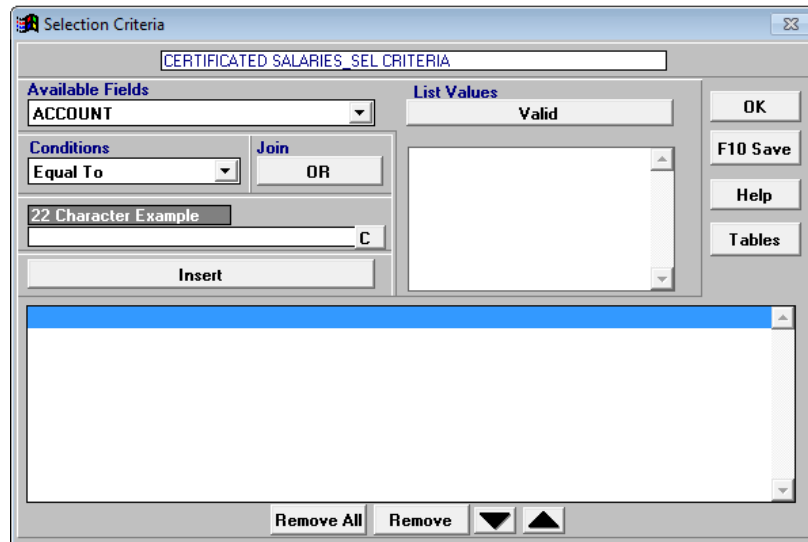 Selection Criteria
CERTIFICATED SALARIES_SEL CRITERIA
Available Fields
ACCOUNT
List Values
Valid
OK
Conditions
Join
Equal To
OR
F10 Save
22 Character Example
C
Help
Insert
Tables
Remove All
Remove